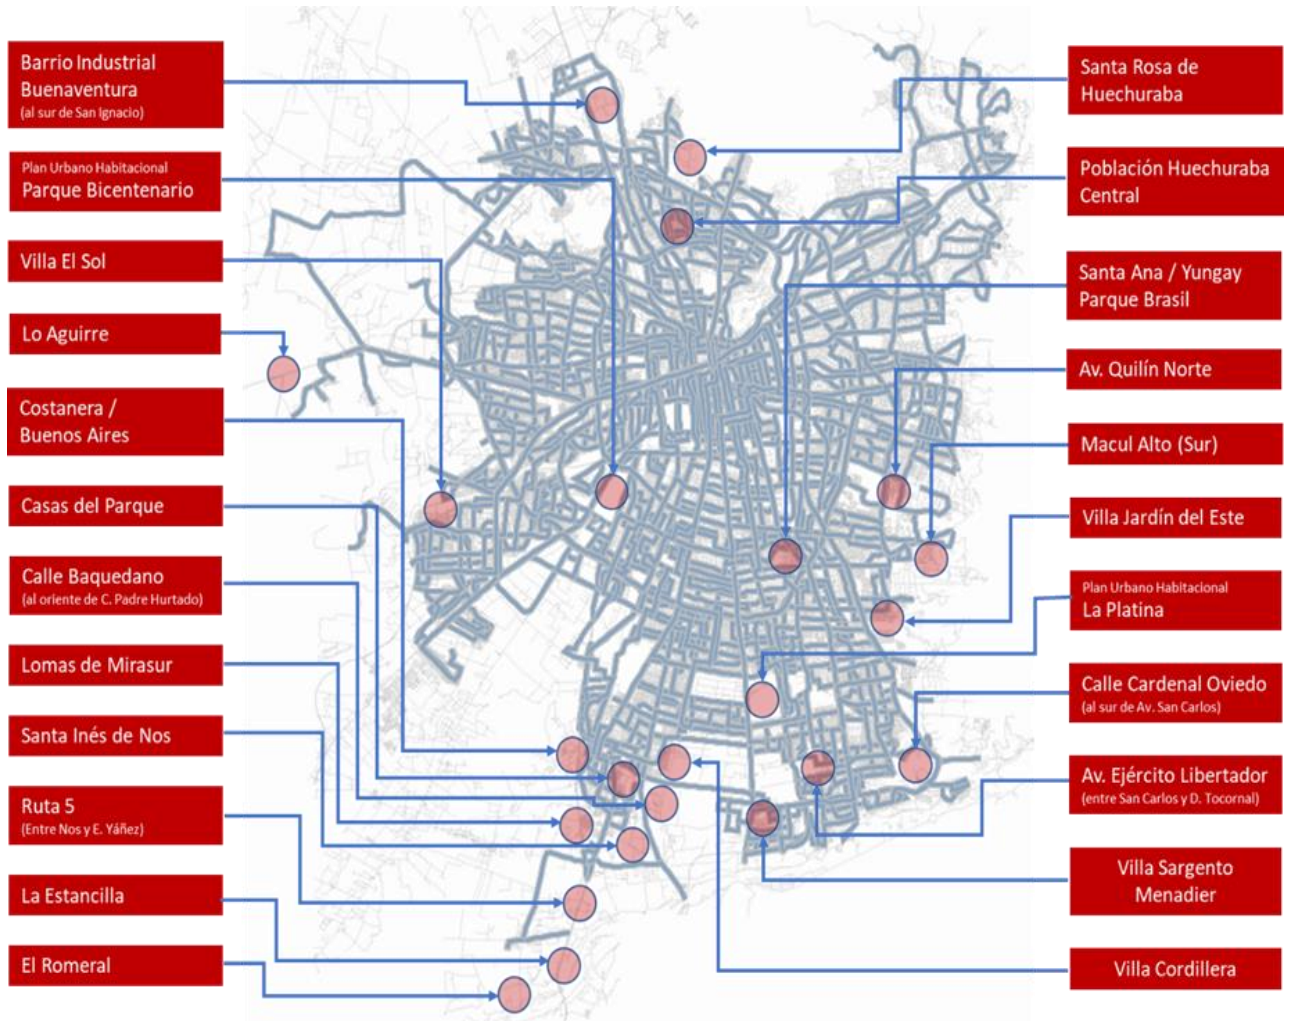 Barrio Industrial
Buenaventura
(al sur de San Ignacio)
Plan Urbano Habitacional
Parque Bicentenario
Villa El Sol
Lo Aguirre
Costanera /
Buenos Aires
Casas del Parque
Calle Baquedano
(al oriente de C. Padre Hurtado)
Lomas de Mirasur
Santa Inés de Nos
Ruta 5
(Entre Nos y E. Yáñez)
La Estancilla
El Romeral
Santa Rosa de
Huechuraba
Población Huechuraba
Central
Santa Ana / Yungay
Parque Brasil
Av. Quilín Norte
Macul Alto (Sur)
Villa Jardín del Este
Plan Urbano Habitacional
La Platina
Calle Cardenal Oviedo
(al sur de Av. San Carlos)
Av. Ejército Libertador
(entre San Carlos y D. Tocornal)
Villa Sargento
Menadier
Villa Cordillera